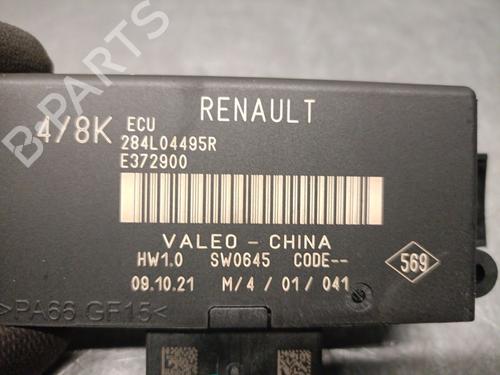 RENAULT
4/8K ECU
284L04495R
E372900
VALEO - CHINA
HW1.0 SW0645 CODE--
569
09.10.21 M/4 / 01 / 041
>PA66 GF15<
B-PARTS